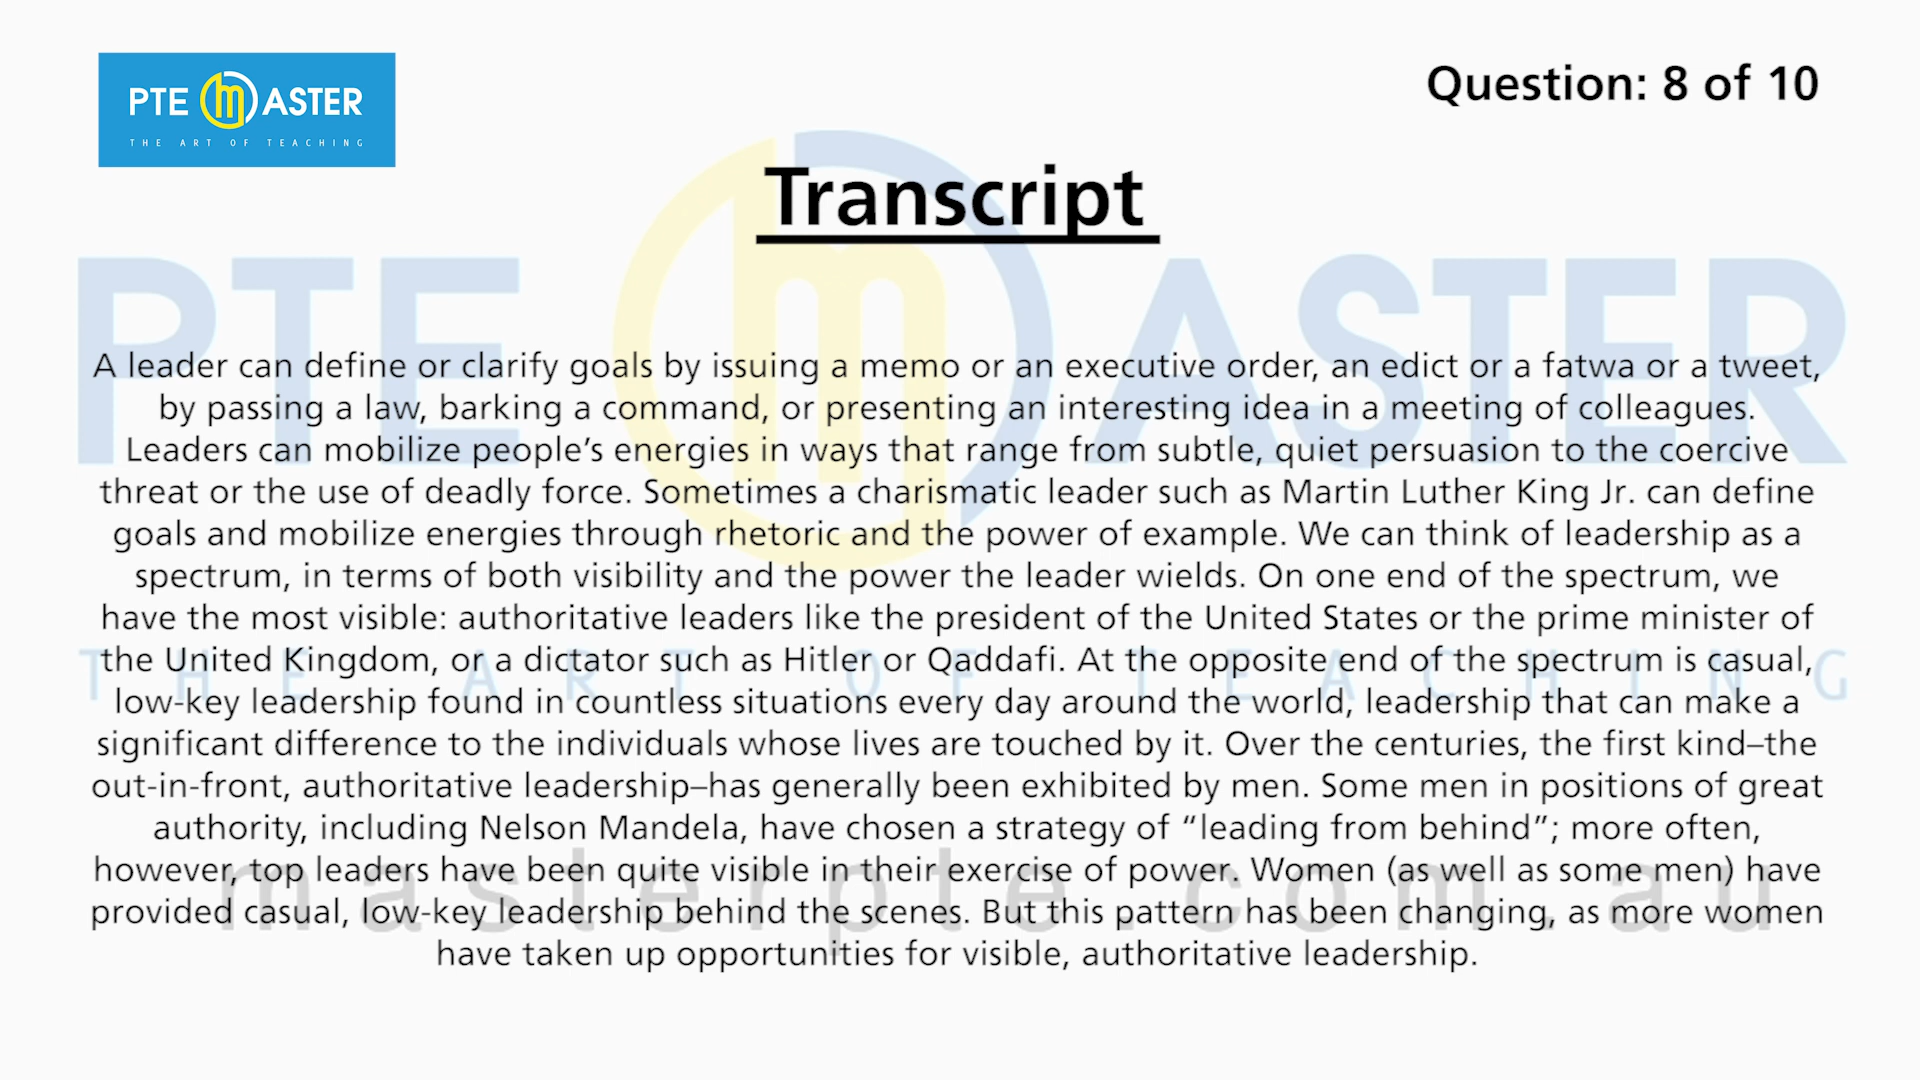 PTE MASTER
THE ART OF TEACHING
Question: 8 of 10
Transcript
A leader can define or clarify goals by issuing a memo or an executive order, an edict or a fatwa or a tweet,
by passing a law, barking a command, or presenting an interesting idea in a meeting of colleagues.
Leaders can mobilize people’s energies in ways that range from subtle, quiet persuasion to the coercive
threat or the use of deadly force. Sometimes a charismatic leader such as Martin Luther King Jr. can define
goals and mobilize energies through rhetoric and the power of example. We can think of leadership as a
spectrum, in terms of both visibility and the power the leader wields. On one end of the spectrum, we
have the most visible: authoritative leaders like the president of the United States or the prime minister of
the United Kingdom, or a dictator such as Hitler or Qaddafi. At the opposite end of the spectrum is casual,
low-key leadership found in countless situations every day around the world, leadership that can make a
significant difference to the individuals whose lives are touched by it. Over the centuries, the first kind–the
out-in-front, authoritative leadership–has generally been exhibited by men. Some men in positions of great
authority, including Nelson Mandela, have chosen a strategy of “leading from behind”; more often,
however, top leaders have been quite visible in their exercise of power. Women (as well as some men) have
provided casual, low-key leadership behind the scenes. But this pattern has been changing, as more women
have taken up opportunities for visible, authoritative leadership.
PTE MASTER
THE ART OF TEACHING
masterpte.com.au